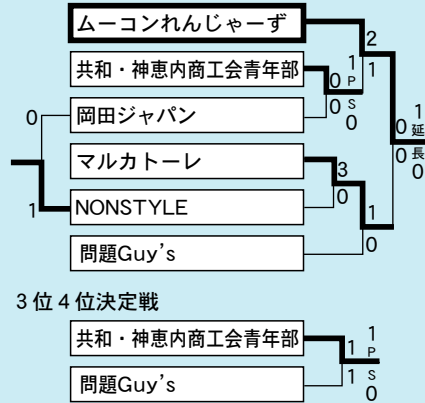 ムーコンれんじゃーず
2
共和・神恵内商工会青年部
0 1 P 1
0 S 0
0 岡田ジャパン
0 1 延
0 長 0
マルカトーレ
3
1 NONSTYLE
0 1
問題Guy's
0
3位4位決定戦
共和・神恵内商工会青年部
1 1 P
問題Guy's
1 S 0